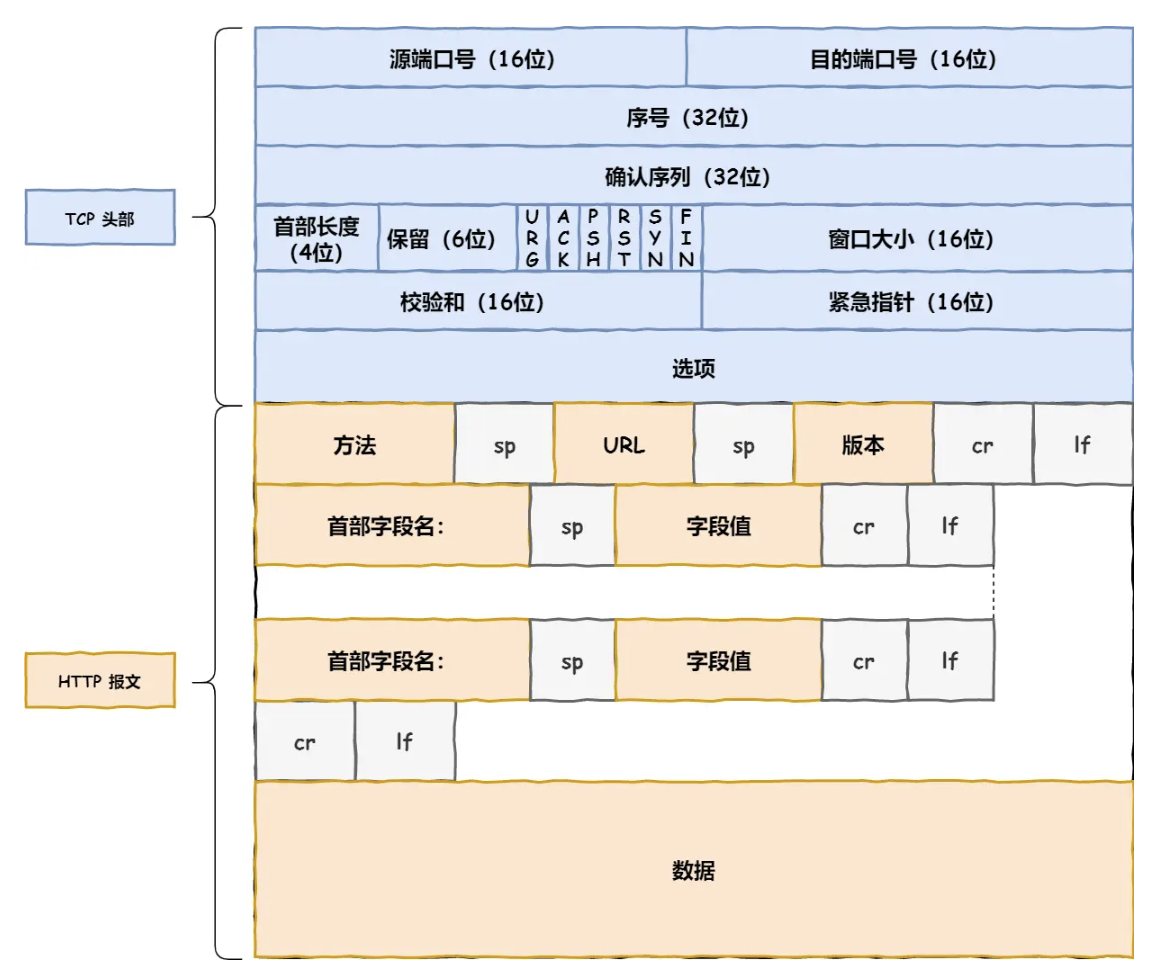 源端口号（16位）
目的端口号（16位）
序号（32位）
确认序列（32位）
TCP 头部
首部长度
(4位)
保留（6位）
URG
ACK
PSH
RST
SYN
FIN
窗口大小（16位）
校验和（16位）
紧急指针（16位）
选项
方法
sp
URL
sp
版本
cr
lf
首部字段名：
sp
字段值
cr
lf
首部字段名：
sp
字段值
cr
lf
HTTP 报文
cr
lf
数据